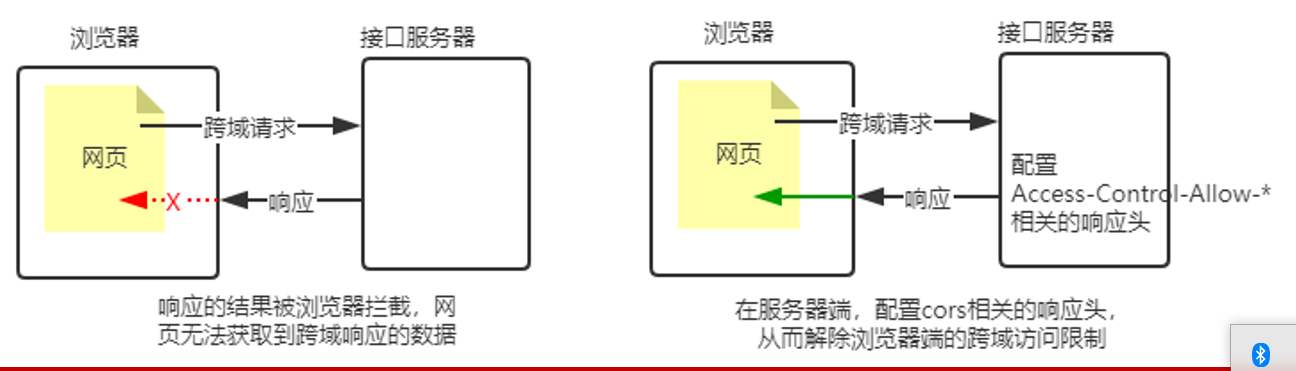 浏览器
接口服务器
跨域请求
网页
X
响应
响应的结果被浏览器拦截，网
页无法获取到跨域响应的数据
浏览器
接口服务器
跨域请求
网页
响应
配置
Access-Control-Allow-*
相关的响应头
在服务器端，配置cors相关的响应头，
从而解除浏览器端的跨域访问限制